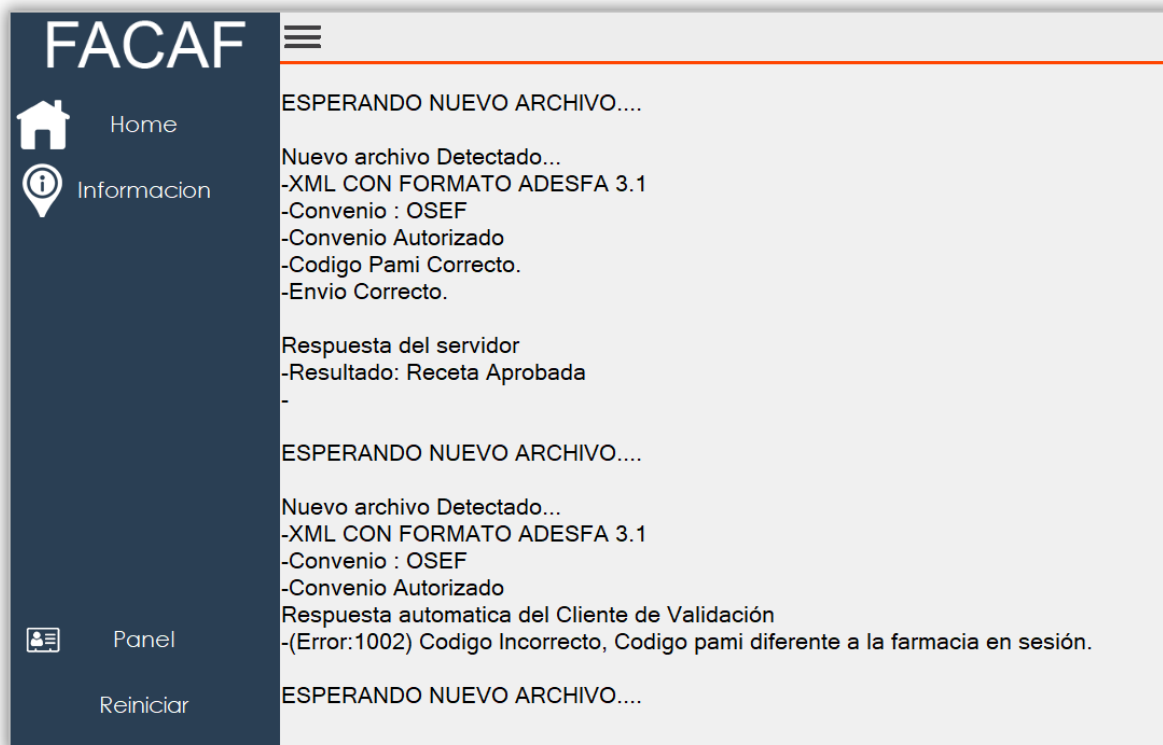 FACAF
Home
Informacion
Panel
Reiniciar
ESPERANDO NUEVO ARCHIVO....
Nuevo archivo Detectado...
-XML CON FORMATO ADESFA 3.1
-Convenio : OSEF
-Convenio Autorizado
-Codigo Pami Correcto.
-Envio Correcto.
Respuesta del servidor
-Resultado: Receta Aprobada
-
ESPERANDO NUEVO ARCHIVO....
Nuevo archivo Detectado...
-XML CON FORMATO ADESFA 3.1
-Convenio : OSEF
-Convenio Autorizado
Respuesta automatica del Cliente de Validación
-(Error:1002) Codigo Incorrecto, Codigo pami diferente a la farmacia en sesión.
ESPERANDO NUEVO ARCHIVO....